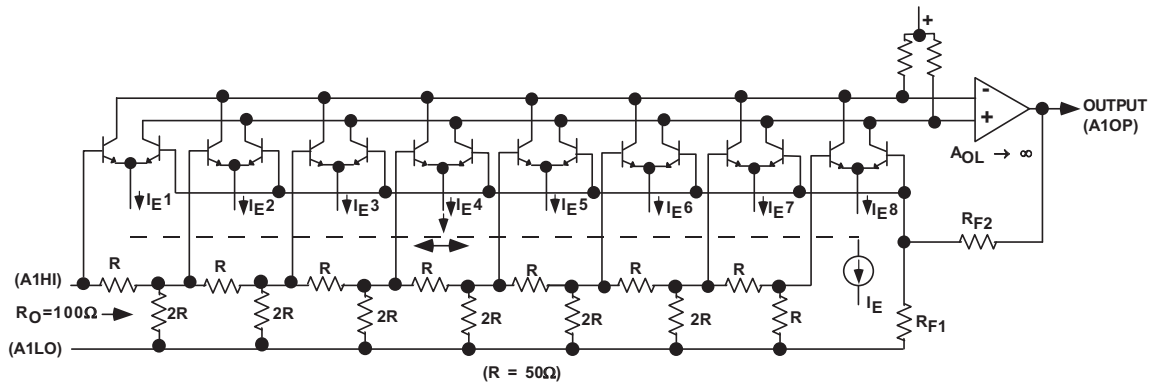 +
-
+
OUTPUT
(A1OP)
A_OL → ∞
I_E1
I_E2
I_E3
I_E4
I_E5
I_E6
I_E7
I_E8
R_F2
(A1HI)
R
R
R
R
R
R
R
I_E
R_O=100Ω
2R
2R
2R
2R
2R
2R
R
R_F1
(A1LO)
(R = 50Ω)